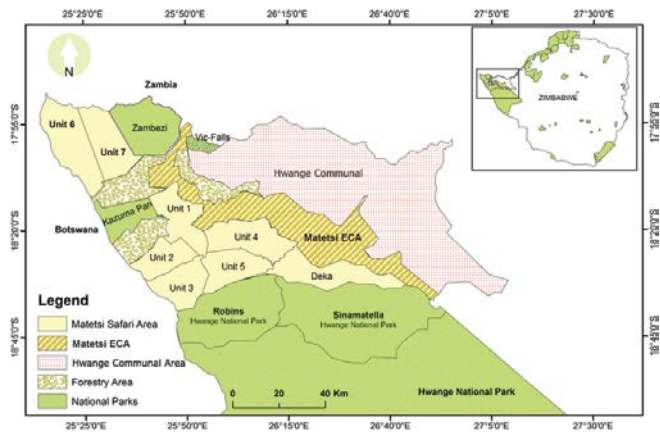 25°25'0"E 25°50'0"E 26°15'0"E 26°40'0"E 27°5'0"E 27°30'0"E
N
Zambia
ZIMBABWE
17°55'0"S
17°55'0"S
Unit 6
Zambezi
Vic-Falls
Unit 7
Hwange Communal
Kazuma Pan
Unit 1
Botswana
18°20'0"S
18°20'0"S
Unit 4
Matetsi ECA
Unit 2
Unit 5
Deka
Unit 3
Legend
Matetsi Safari Area
Matetsi ECA
Hwange Communal Area
Forestry Area
National Parks
Robins
Hwange National Park
Sinamatella
Hwange National Park
18°45'0"S
18°45'0"S
0 20 40 Km
Hwange National Park
25°25'0"E 25°50'0"E 26°15'0"E 26°40'0"E 27°5'0"E 27°30'0"E